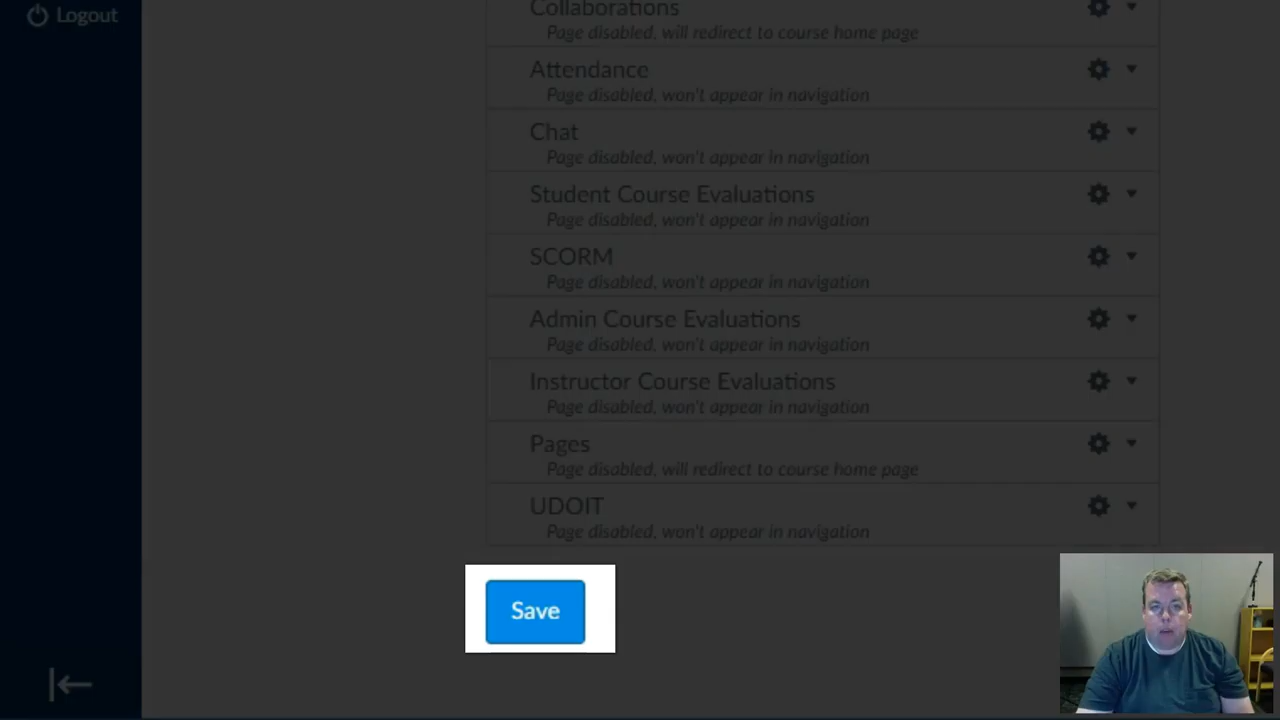 Logout
Collaborations
Page disabled, will redirect to course home page
Attendance
Page disabled, won't appear in navigation
Chat
Page disabled, won't appear in navigation
Student Course Evaluations
Page disabled, won't appear in navigation
SCORM
Page disabled, won't appear in navigation
Admin Course Evaluations
Page disabled, won't appear in navigation
Instructor Course Evaluations
Page disabled, won't appear in navigation
Pages
Page disabled, will redirect to course home page
UDOIT
Page disabled, won't appear in navigation
Save